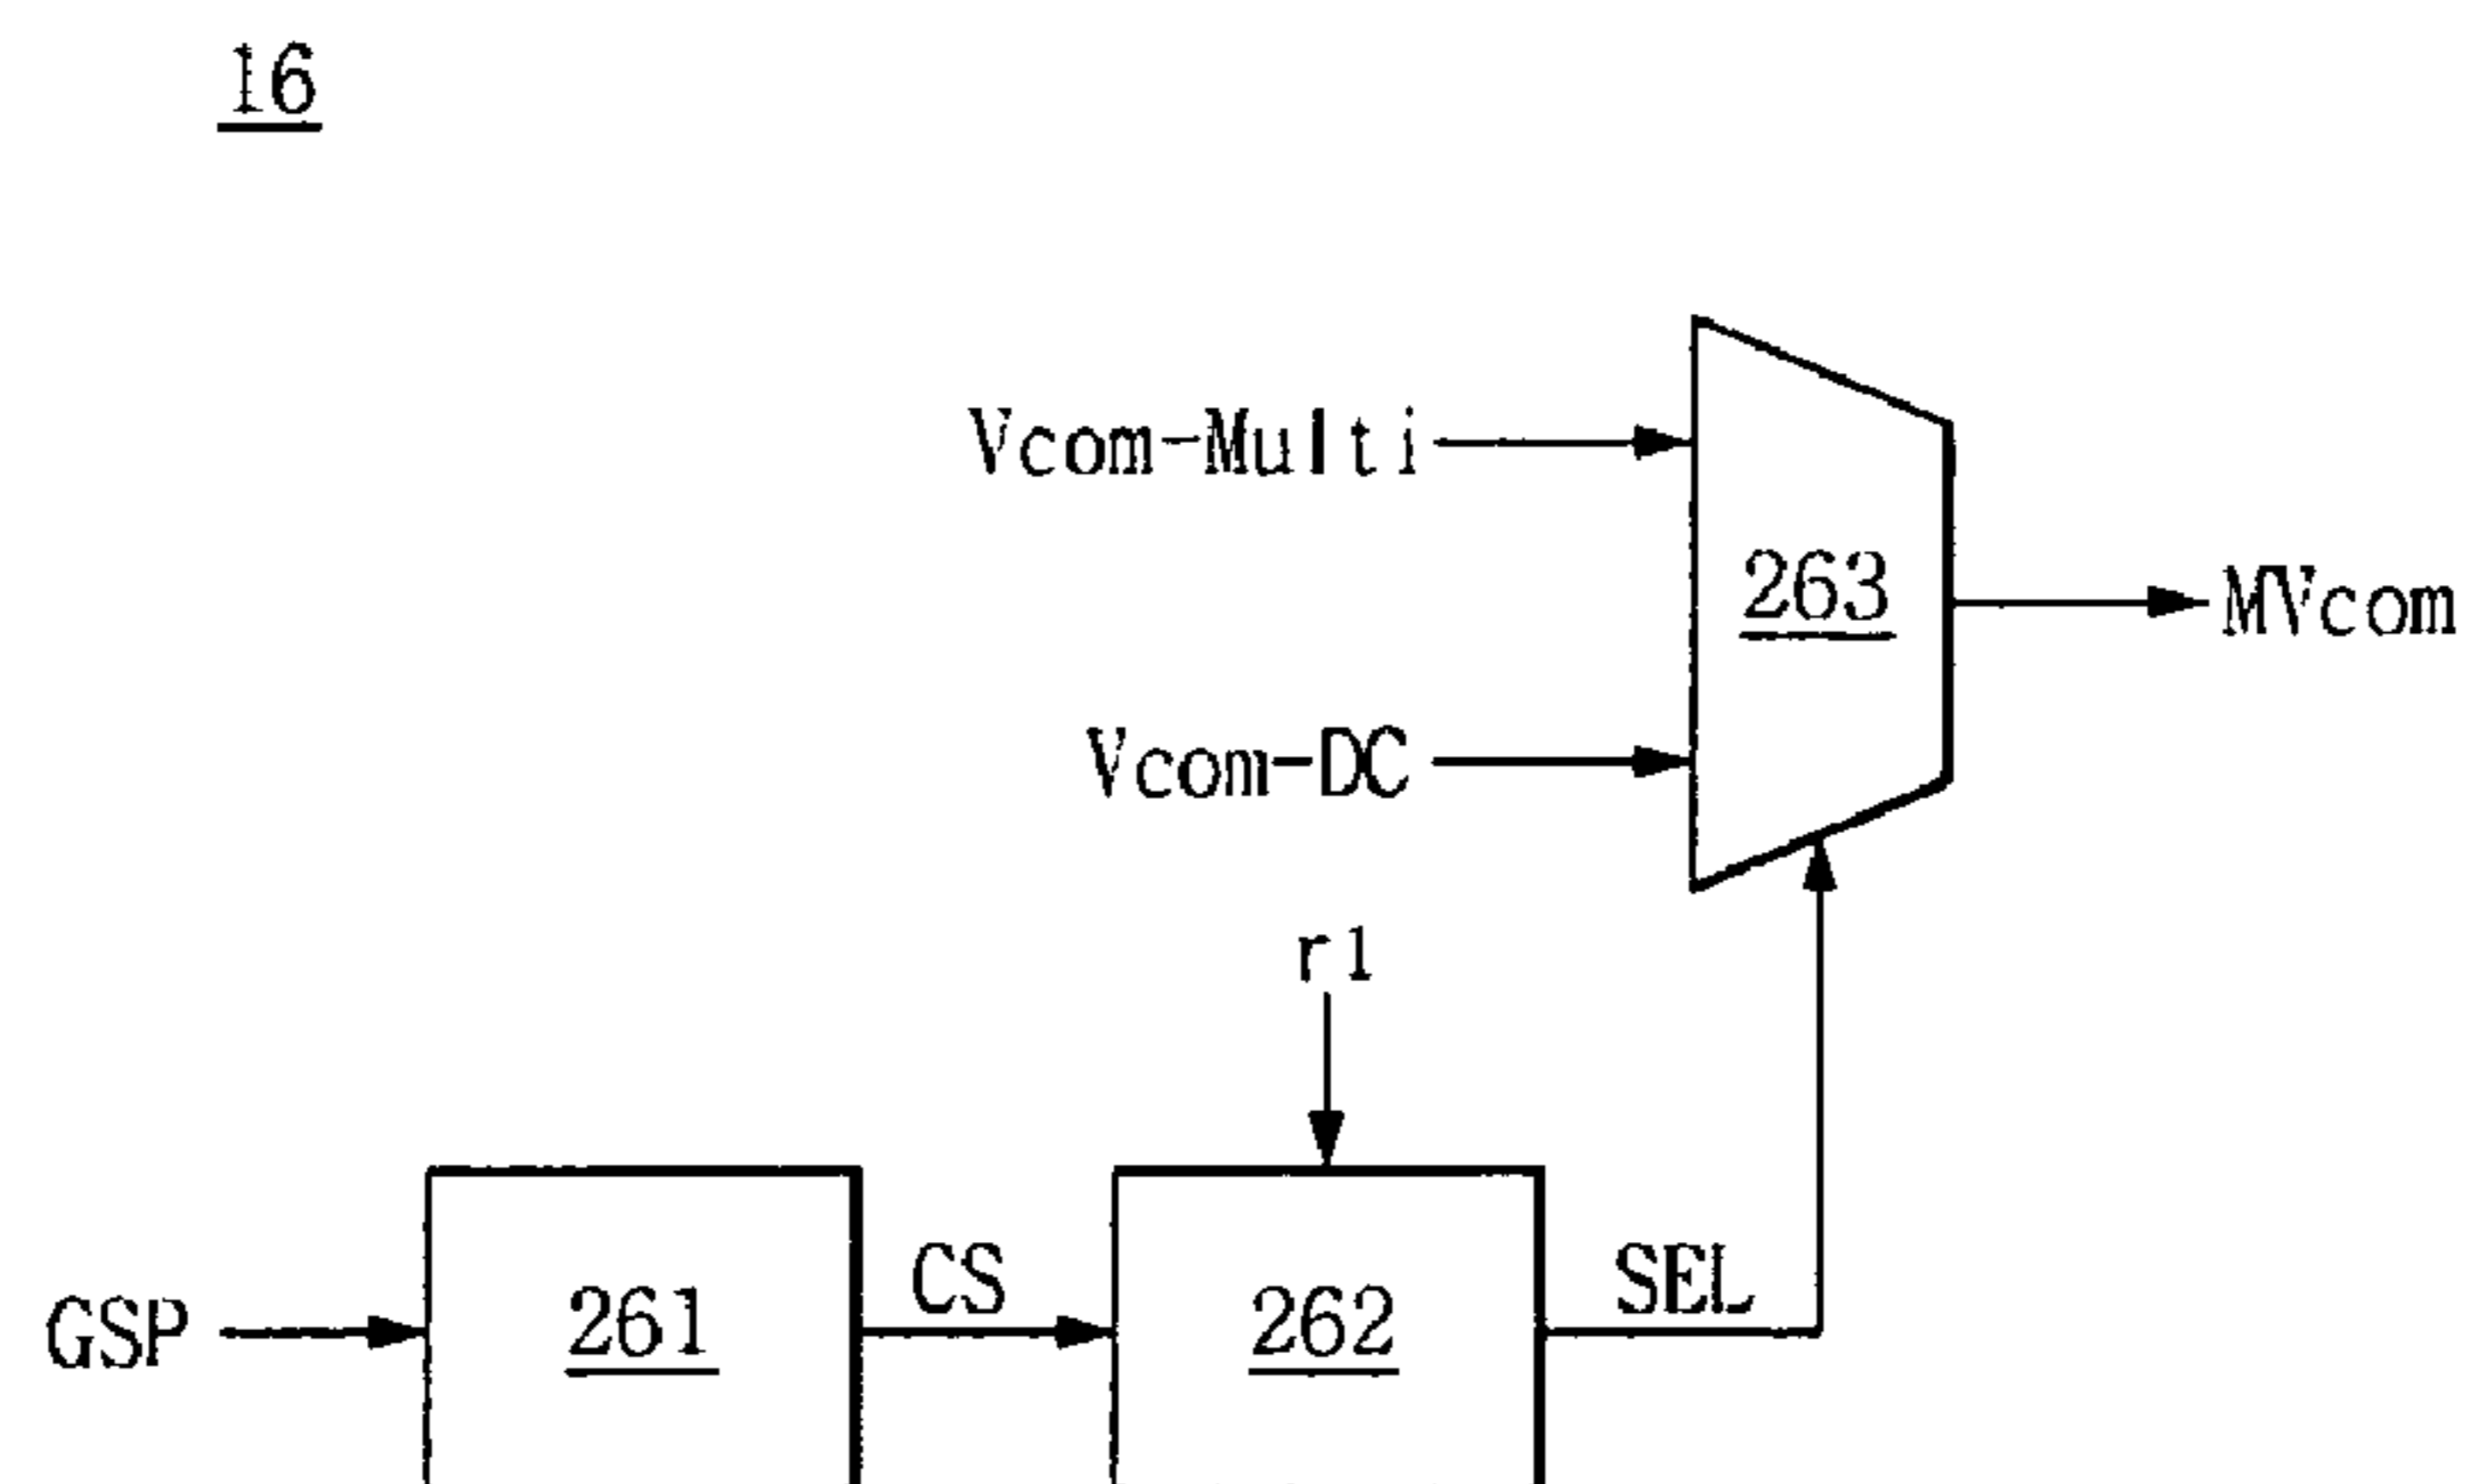 16
Vcom-Multi
263
MVcom
Vcom-DC
r1
GSP
261
CS
262
SEL